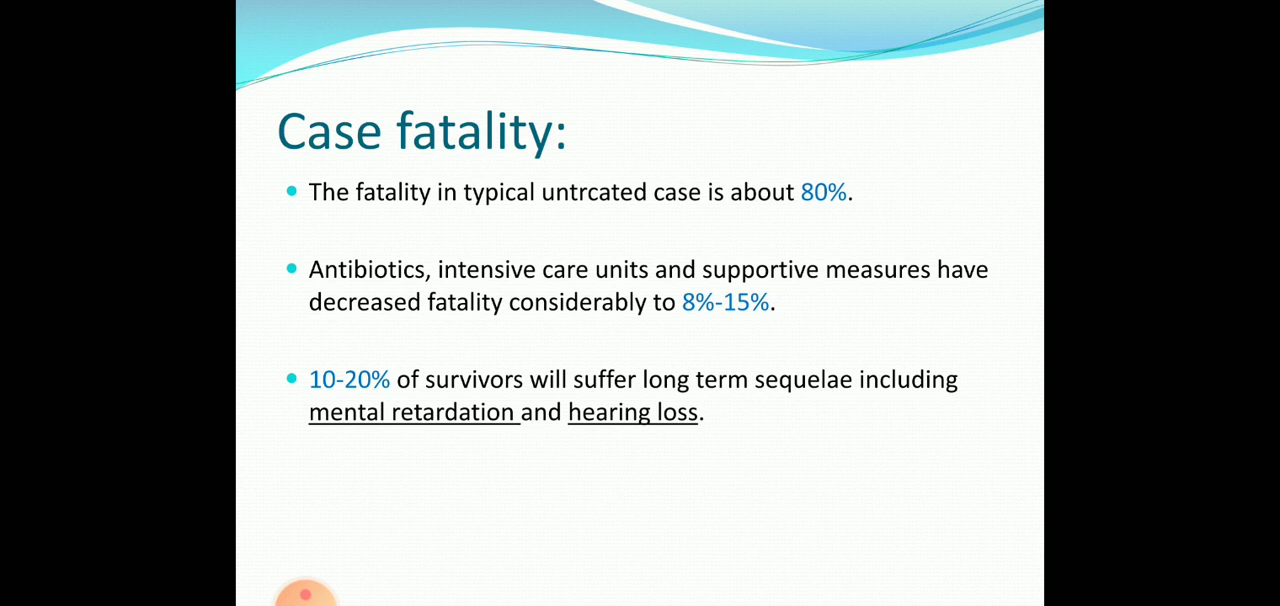 Case fatality:
The fatality in typical untrcated case is about 80%.
Antibiotics, intensive care units and supportive measures have
decreased fatality considerably to 8%-15%.
10-20% of survivors will suffer long term sequelae including
mental retardation and hearing loss.